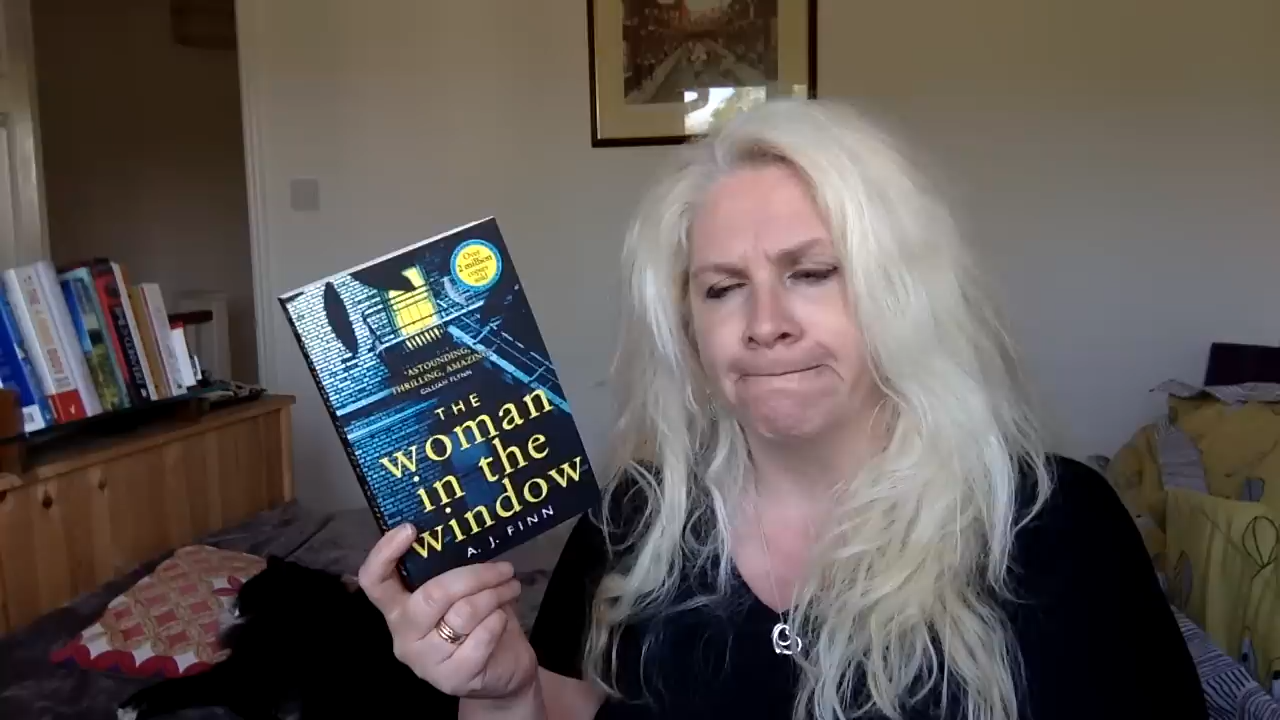 Over
2 million
copies
sold
'ASTOUNDING,
THRILLING, AMAZING'
GILLIAN FLYNN
THE
woman
in the
window
A. J. FINN